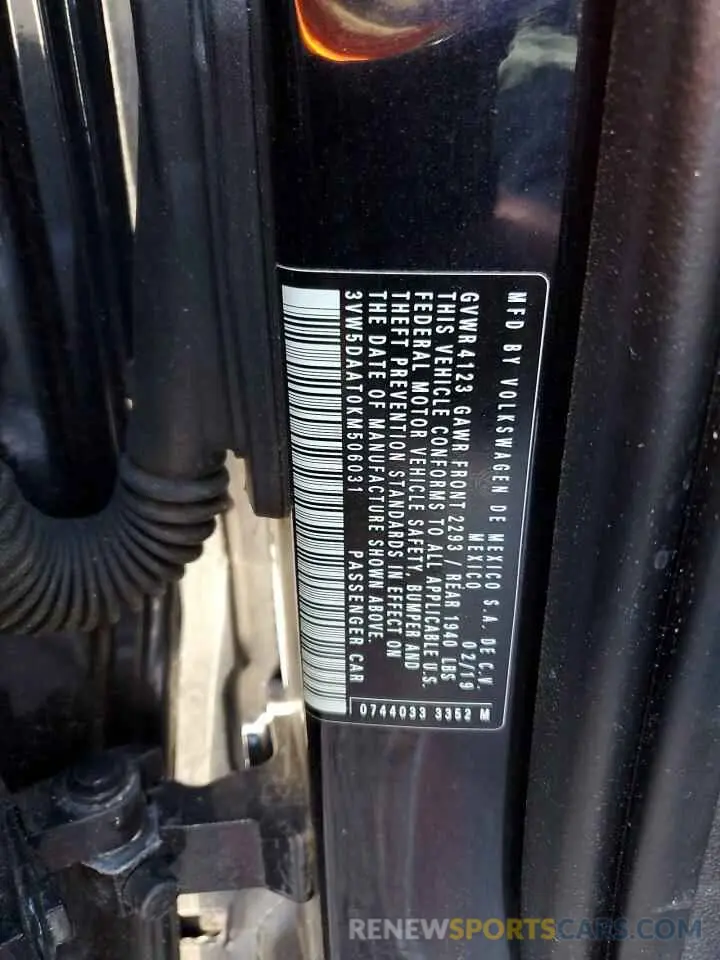 MFD BY VOLKSWAGEN DE MEXICO S.A. DE C.V.
MEXICO 02/19
GVWR 4123 GAWR FRONT 2293 / REAR 1940 LBS
THIS VEHICLE CONFORMS TO ALL APPLICABLE U.S.
FEDERAL MOTOR VEHICLE SAFETY, BUMPER AND
THEFT PREVENTION STANDARDS IN EFFECT ON
THE DATE OF MANUFACTURE SHOWN ABOVE.
3VW5DAAT0KM506031 PASSENGER CAR
0744033 3352 M
RENEWSPORTSCARS.COM